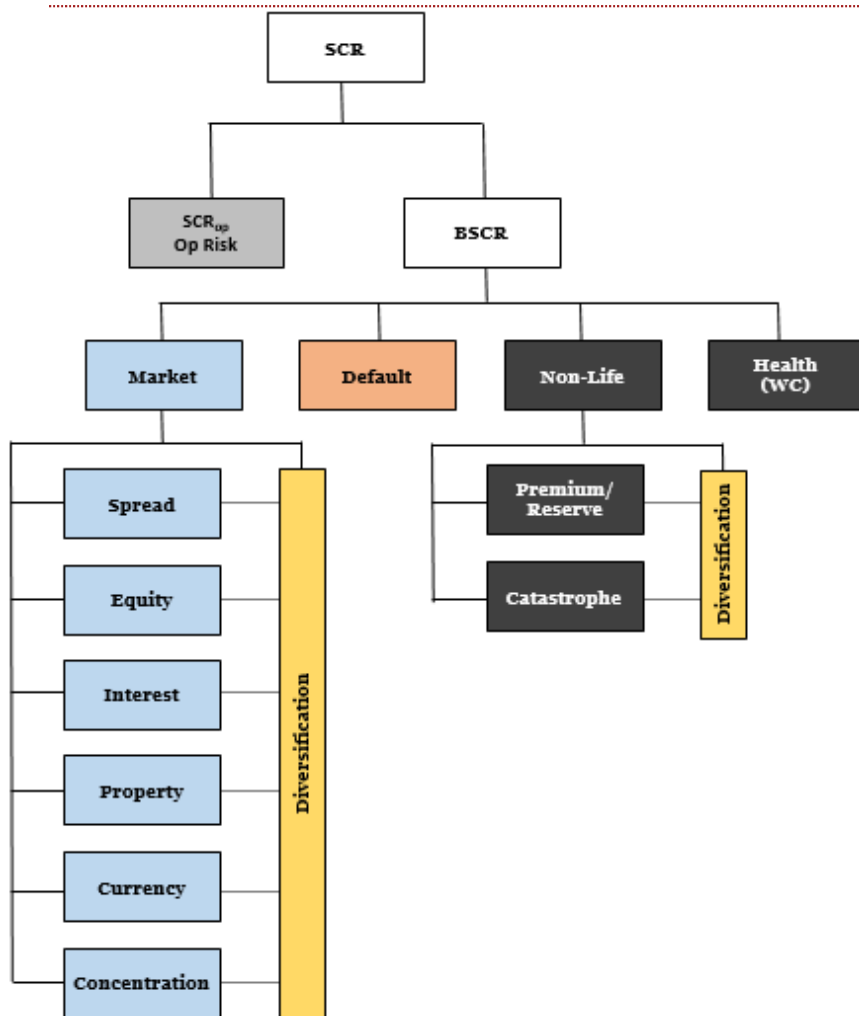 SCR
SCRop
Op Risk
BSCR
Market
Default
Non-Life
Health
(WC)
Spread
Equity
Interest
Property
Currency
Concentration
Diversification
Premium/
Reserve
Catastrophe
Diversification